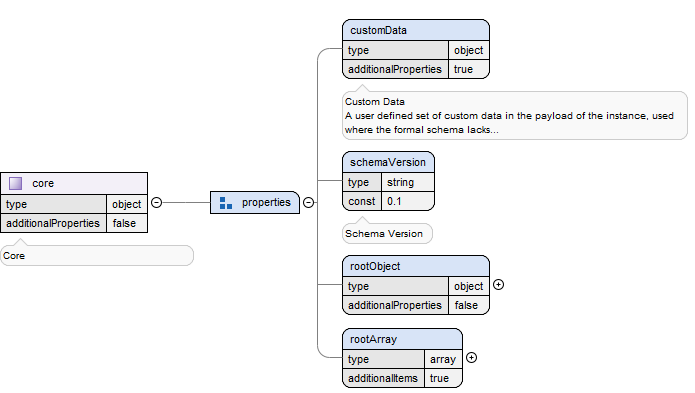 customData
type object
additionalProperties true
Custom Data
A user defined set of custom data in the payload of the instance, used
where the formal schema lacks...
schemaVersion
type string
const 0.1
Schema Version
core
type object
additionalProperties false
Core
properties
rootObject
type object
additionalProperties false
rootArray
type array
additionalItems true